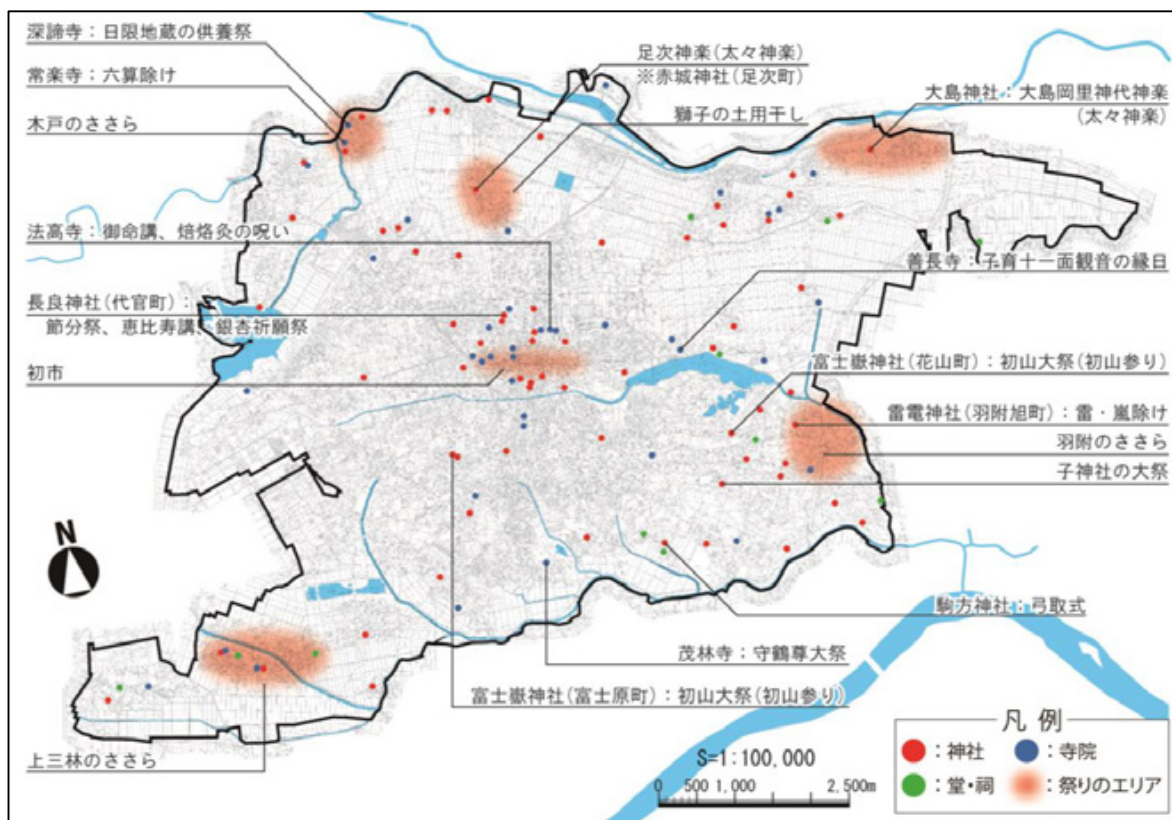 深諦寺：日限地蔵の供養祭
常楽寺：六算除け
木戸のささら
足次神楽(太々神楽)
※赤城神社(足次町)
獅子の土用干し
大島神社：大島岡里神代神楽
(太々神楽)
法高寺：御命講、焙烙灸の呪い
長良神社(代官町)：
節分祭、恵比寿講、銀杏祈願祭
初市
善長寺：子育十一面観音の縁日
富士嶽神社(花山町)：初山大祭(初山参り)
雷電神社(羽附旭町)：雷・嵐除け
羽附のささら
子神社の大祭
N
駒方神社：弓取式
茂林寺：守鶴尊大祭
富士嶽神社(富士原町)：初山大祭(初山参り)
上三林のささら
S=1:100,000
0 500 1,000 2,500m
凡例
：神社
：寺院
：堂・祠
：祭りのエリア